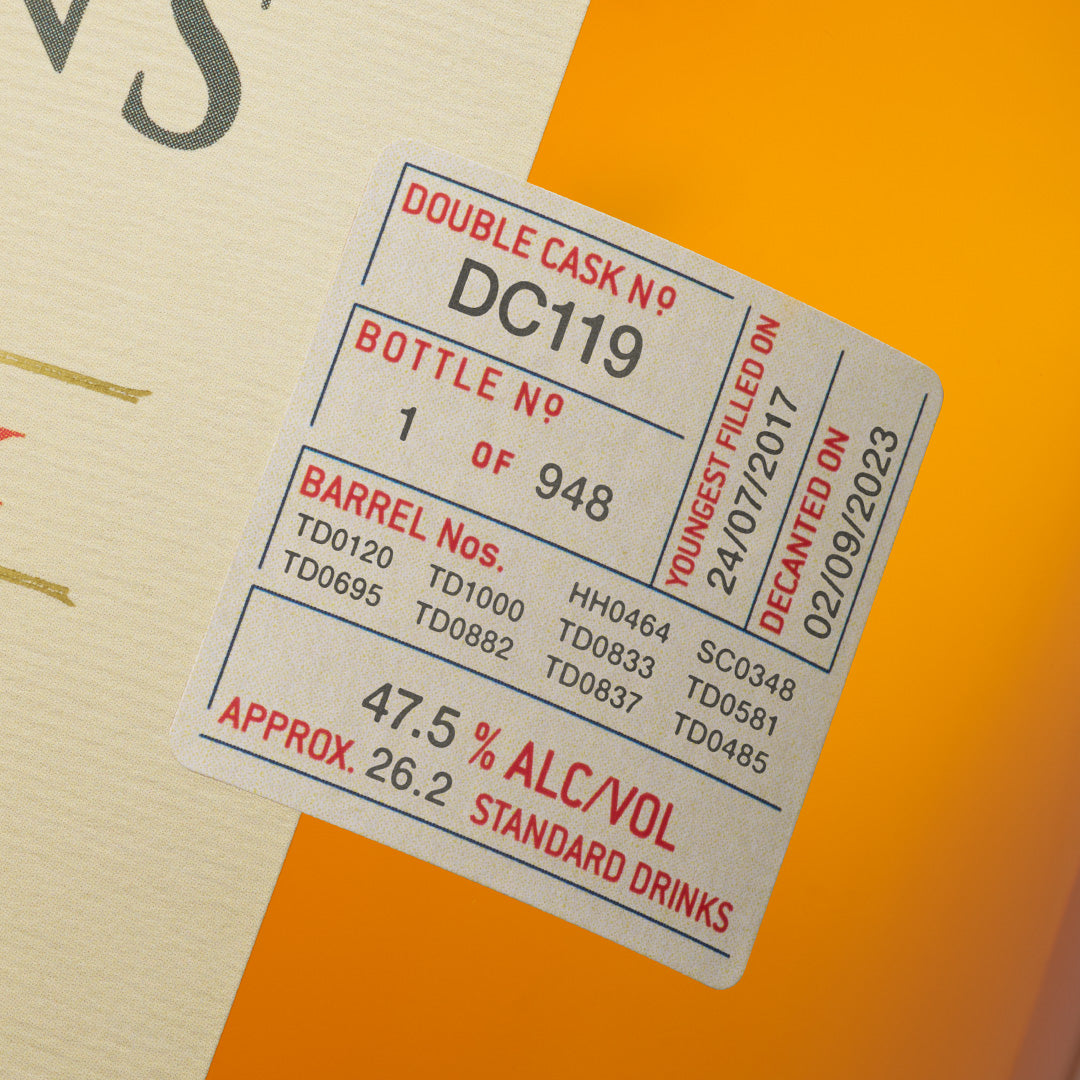 DOUBLE CASK Nº
DC119
BOTTLE Nº
1 OF 948
YOUNGEST FILLED ON
24/07/2017
DECANTED ON
02/09/2023
BARREL Nos.
HH0464 SC0348
TD0120 TD1000 TD0833 TD0581
TD0695 TD0882 TD0837 TD0485
47.5 % ALC/VOL
APPROX. 26.2 STANDARD DRINKS